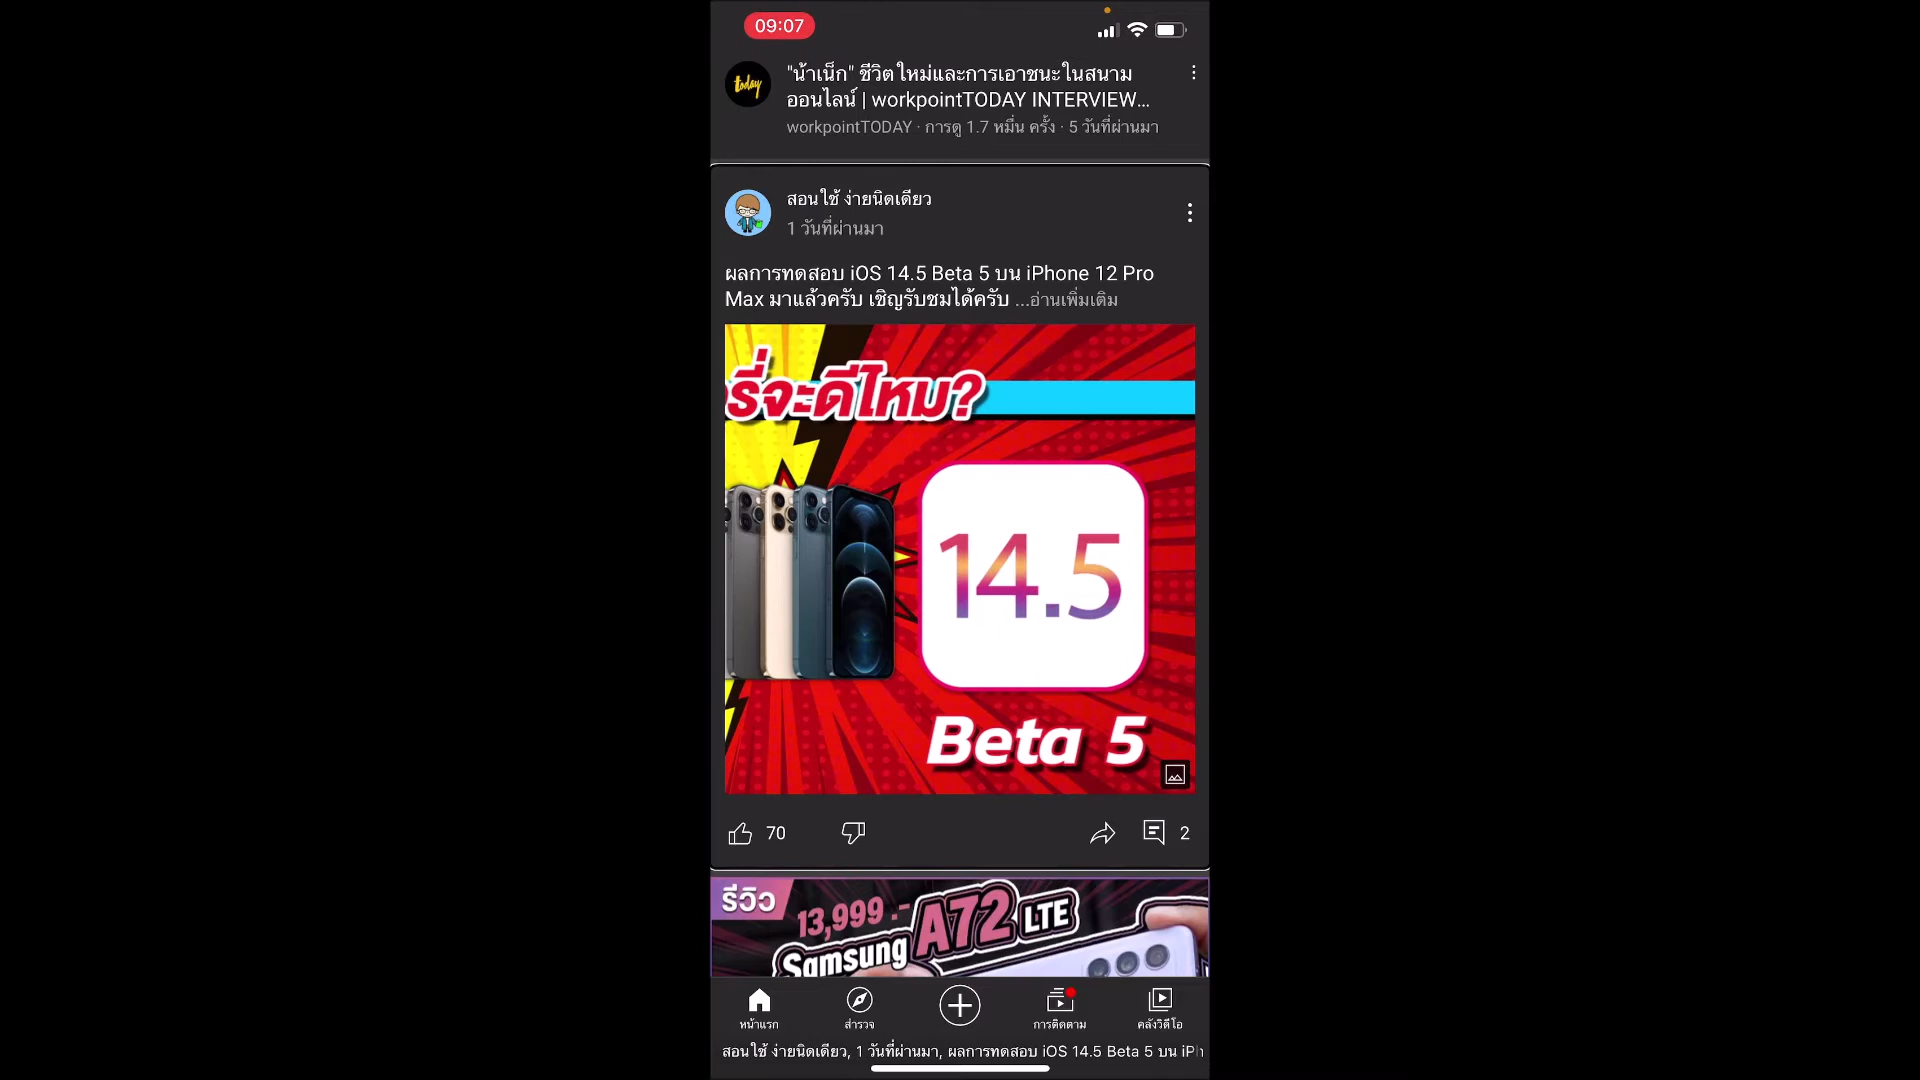 09:07
today
"น้าเน็ก" ชีวิตใหม่และการเอาชนะในสนาม
ออนไลน์ | workpointTODAY INTERVIEW...
workpointTODAY · การดู 1.7 หมื่น ครั้ง · 5 วันที่ผ่านมา
สอนใช้ ง่ายนิดเดียว
1 วันที่ผ่านมา
ผลการทดสอบ iOS 14.5 Beta 5 บน iPhone 12 Pro
Max มาแล้วครับ เชิญรับชมได้ครับ ...อ่านเพิ่มเติม
รี่จะดีไหม?
14.5
Beta 5
70
2
รีวิว
13,999.-
Samsung A72 LTE
หน้าแรก
สำรวจ
การติดตาม
คลังวิดีโอ
สอนใช้ ง่ายนิดเดียว, 1 วันที่ผ่านมา, ผลการทดสอบ iOS 14.5 Beta 5 บน iPh